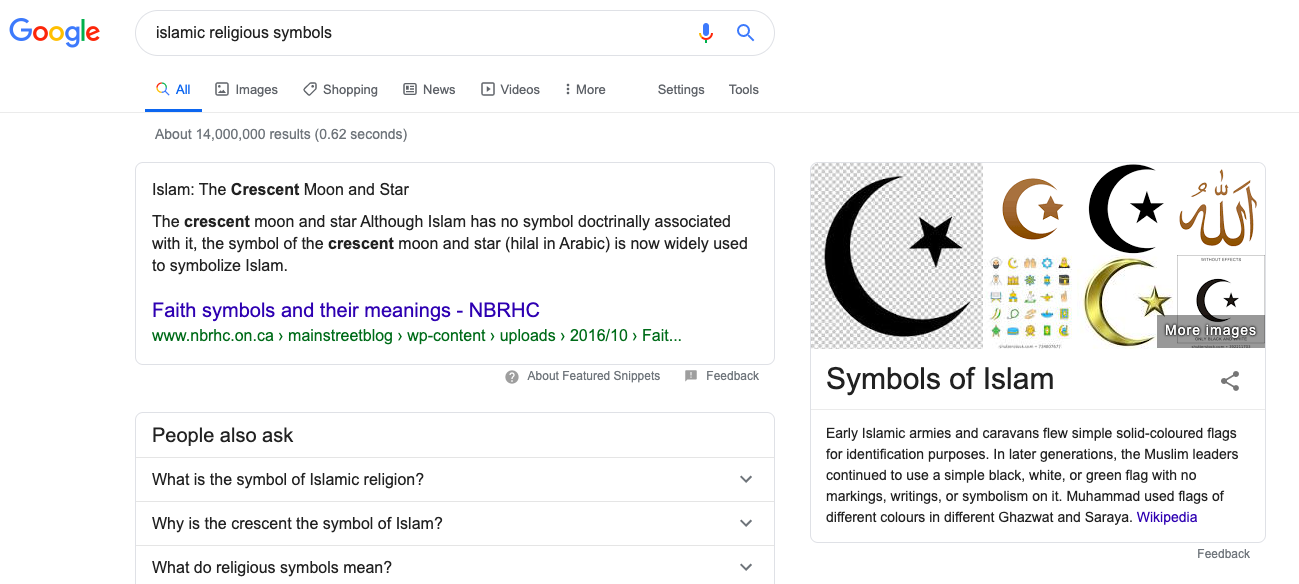 Google
islamic religious symbols
All Images Shopping News Videos More Settings Tools
About 14,000,000 results (0.62 seconds)
Islam: The Crescent Moon and Star
The crescent moon and star Although Islam has no symbol doctrinally associated
with it, the symbol of the crescent moon and star (hilal in Arabic) is now widely used
to symbolize Islam.
Faith symbols and their meanings - NBRHC
www.nbrhc.on.ca › mainstreetblog › wp-content › uploads › 2016/10 › Fait...
About Featured Snippets Feedback
People also ask
What is the symbol of Islamic religion?
Why is the crescent the symbol of Islam?
What do religious symbols mean?
الله
WITHOUT EFFECTS
More images
Symbols of Islam
Early Islamic armies and caravans flew simple solid-coloured flags
for identification purposes. In later generations, the Muslim leaders
continued to use a simple black, white, or green flag with no
markings, writings, or symbolism on it. Muhammad used flags of
different colours in different Ghazwat and Saraya. Wikipedia
Feedback